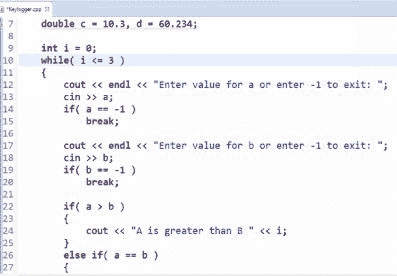 *Keylogger.cpp
7 double c = 10.3, d = 60.234;
8
9 int i = 0;
10 while( i <= 3 )
11 {
12 cout << endl << "Enter value for a or enter -1 to exit: ";
13 cin >> a;
14 if( a == -1 )
15 break;
16
17 cout << endl << "Enter value for b or enter -1 to exit: ";
18 cin >> b;
19 if( b == -1 )
20 break;
21
22 if( a > b )
23 {
24 cout << "A is greater than B " << i;
25 }
26 else if( a == b )
27 {